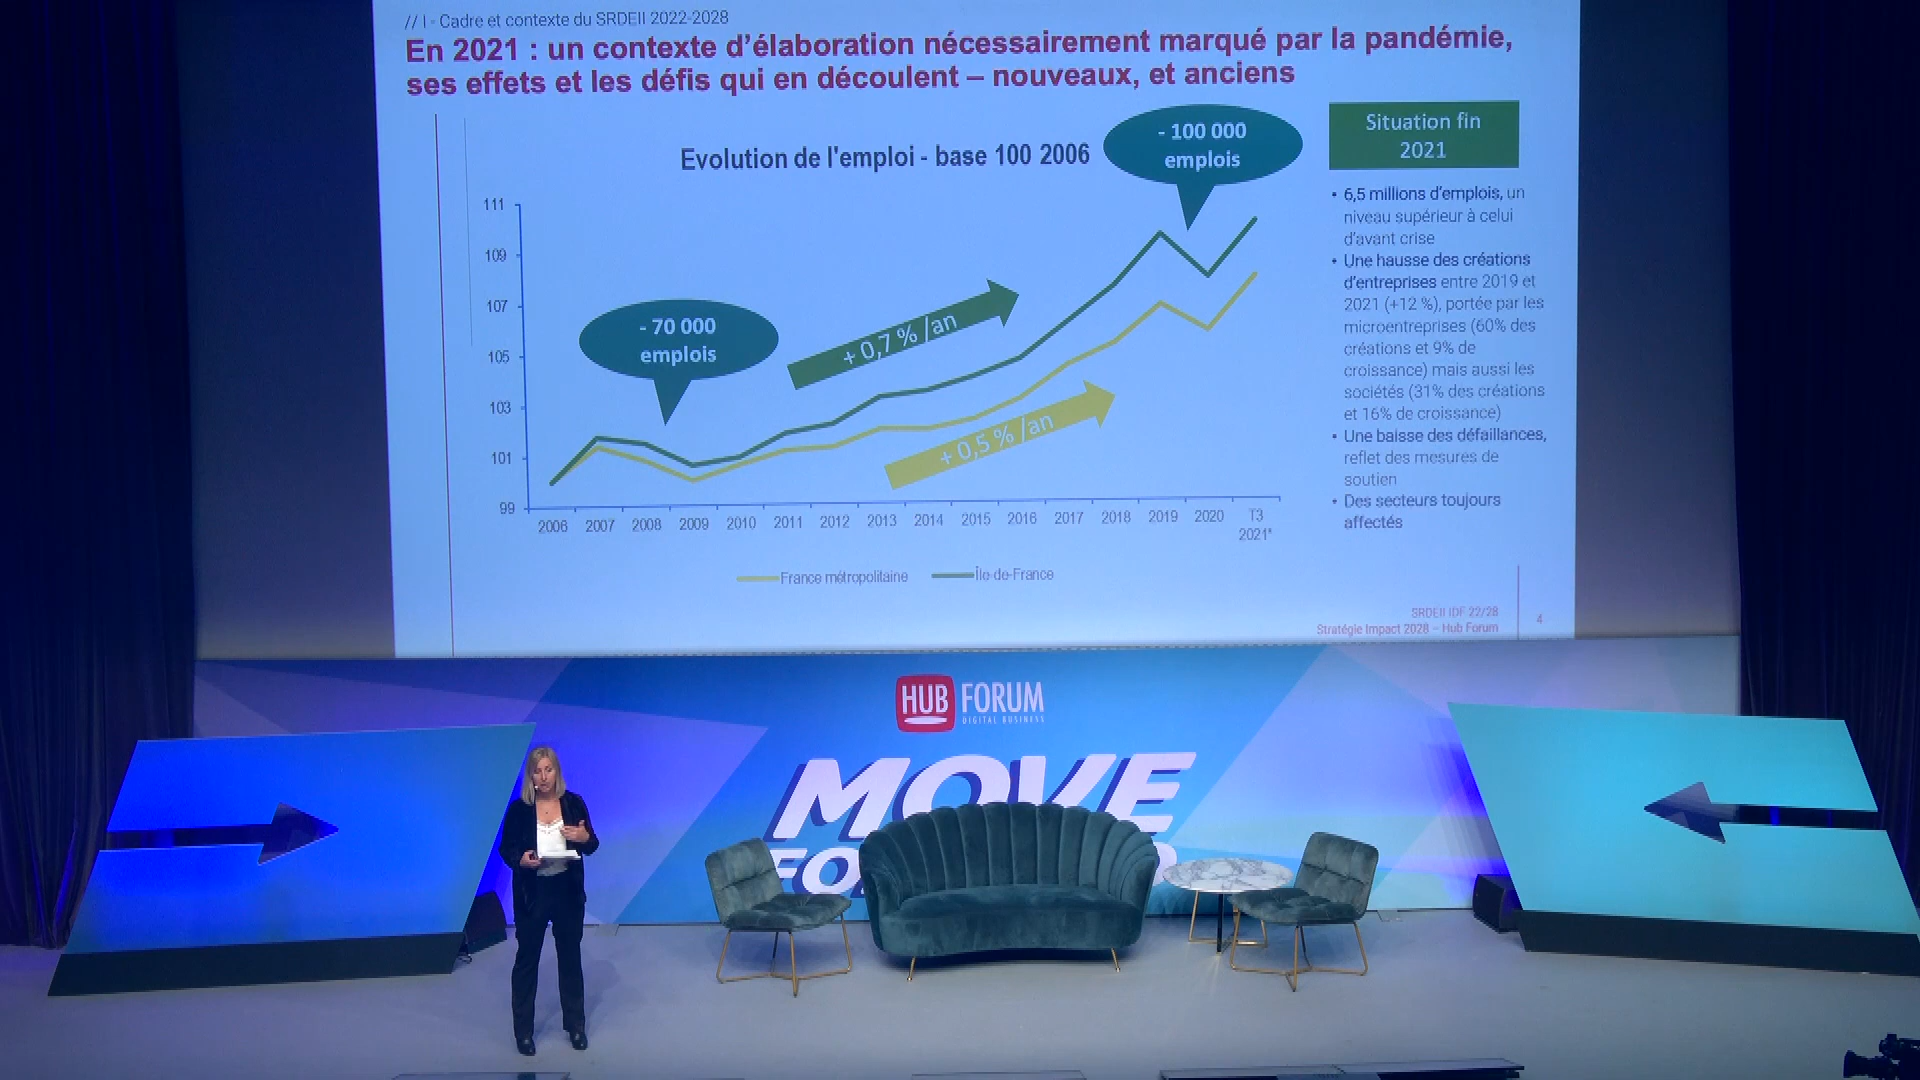 // I - Cadre et contexte du SRDEII 2022-2028
En 2021 : un contexte d'élaboration nécessairement marqué par la pandémie,
ses effets et les défis qui en découlent – nouveaux, et anciens
Evolution de l'emploi - base 100 2006
- 100 000
emplois
- 70 000
emplois
+ 0,7 % /an
+ 0,5 % /an
111
109
107
105
103
101
99
2006 2007 2008 2009 2010 2011 2012 2013 2014 2015 2016 2017 2018 2019 2020 T3
2021*
France métropolitaine Île-de-France
Situation fin
2021
• 6,5 millions d'emplois, un
niveau supérieur à celui
d'avant crise
• Une hausse des créations
d'entreprises entre 2019 et
2021 (+12 %), portée par les
microentreprises (60% des
créations et 9% de
croissance) mais aussi les
sociétés (31% des créations
et 16% de croissance)
• Une baisse des défaillances,
reflet des mesures de
soutien
• Des secteurs toujours
affectés
SRDEII IDF 22/28
Stratégie Impact 2028 – Hub Forum
4
HUB FORUM
DIGITAL BUSINESS
MOVE